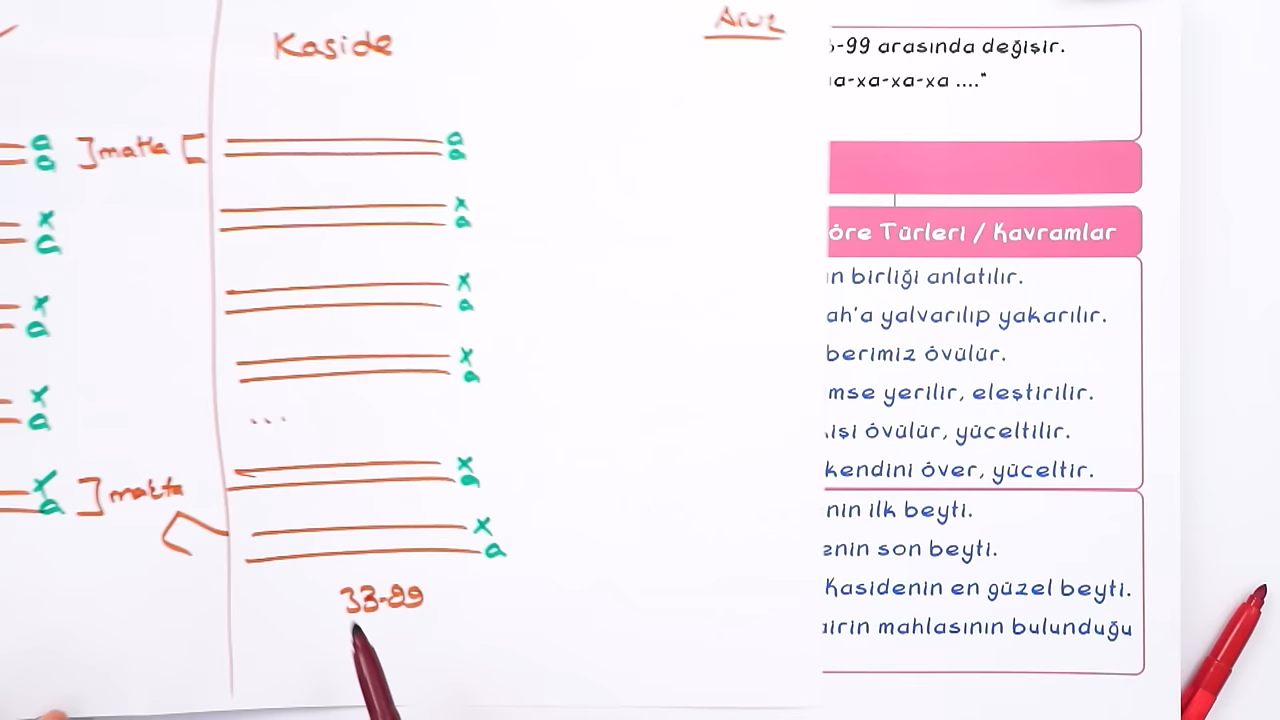 Kaside
Aruz
a
a
]matla [
a
a
x
a
x
a
x
a
x
a
x
a
x
a
x
a
...
x
a
]makta
x
a
x
a
33-99
-99 arasında değişir.
a-xa-xa-xa ...."
öre Türleri / Kavramlar
n birliği anlatılır.
ah'a yalvarılıp yakarılır.
berimiz övülür.
mse yerilir, eleştirilir.
işi övülür, yüceltilir.
kendini över, yüceltir.
nin ilk beyti.
enin son beyti.
Kasidenin en güzel beyti.
airin mahlasının bulunduğu